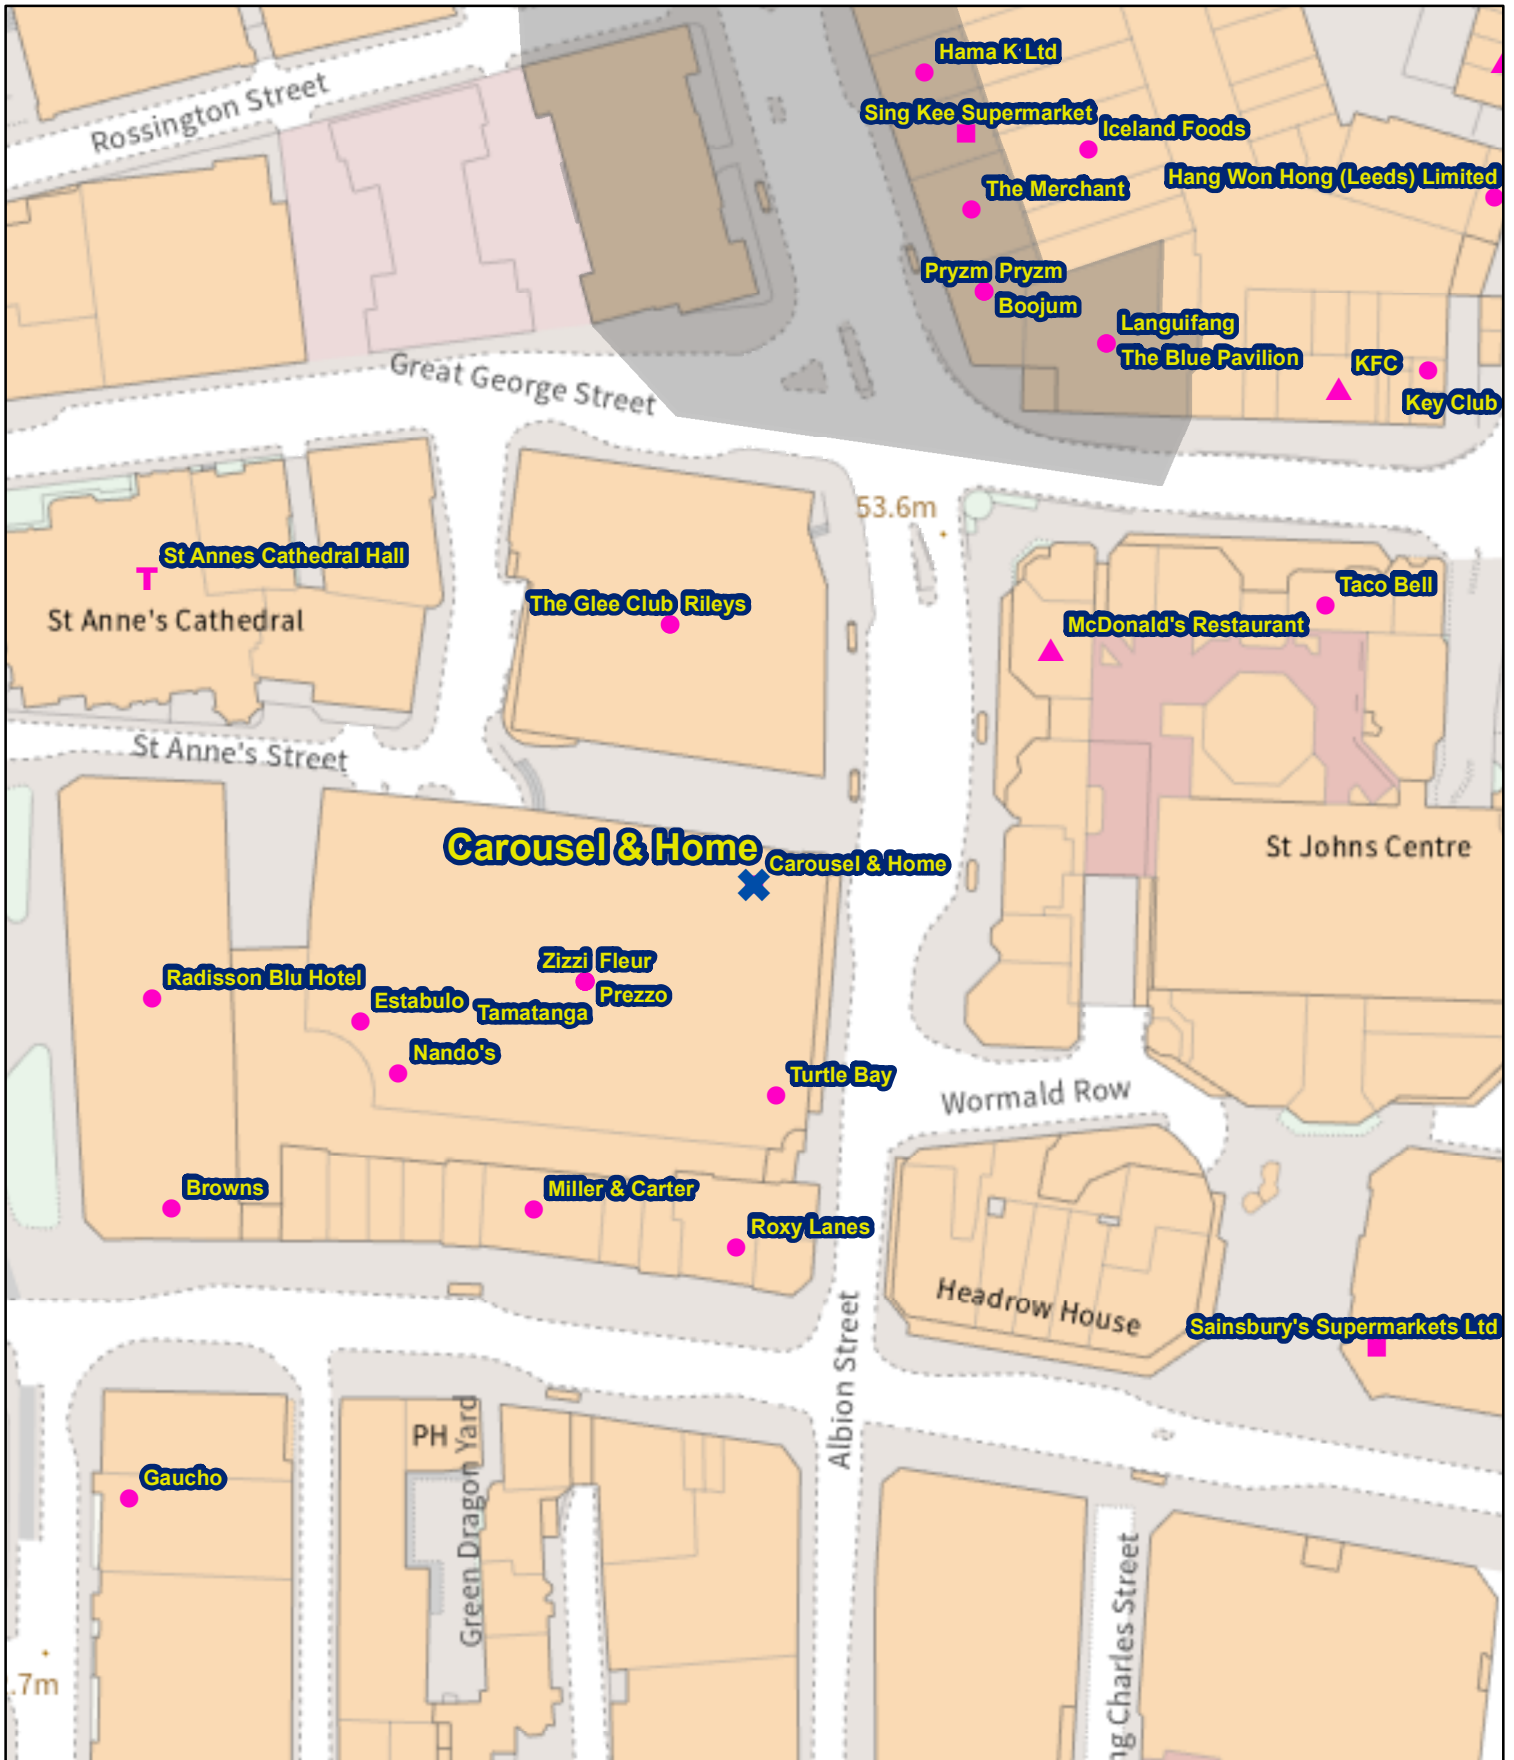 Hama K Ltd
Rossington Street
Sing Kee Supermarket
Iceland Foods
Hang Won Hong (Leeds) Limited
The Merchant
Pryzm Pryzm
Boojum
Languifang
The Blue Pavilion
KFC
Key Club
Great George Street
53.6m
St Annes Cathedral Hall
St Anne's Cathedral
The Glee Club Rileys
Taco Bell
McDonald's Restaurant
St Anne's Street
Carousel & Home
Carousel & Home
St Johns Centre
Zizzi Fleur
Prezzo
Radisson Blu Hotel
Estabulo
Tamatanga
Nando's
Turtle Bay
Wormald Row
Browns
Miller & Carter
Roxy Lanes
Headrow House
Sainsbury's Supermarkets Ltd
Albion Street
PH
Green Dragon Yard
Gaucho
.7m
ng Charles Street